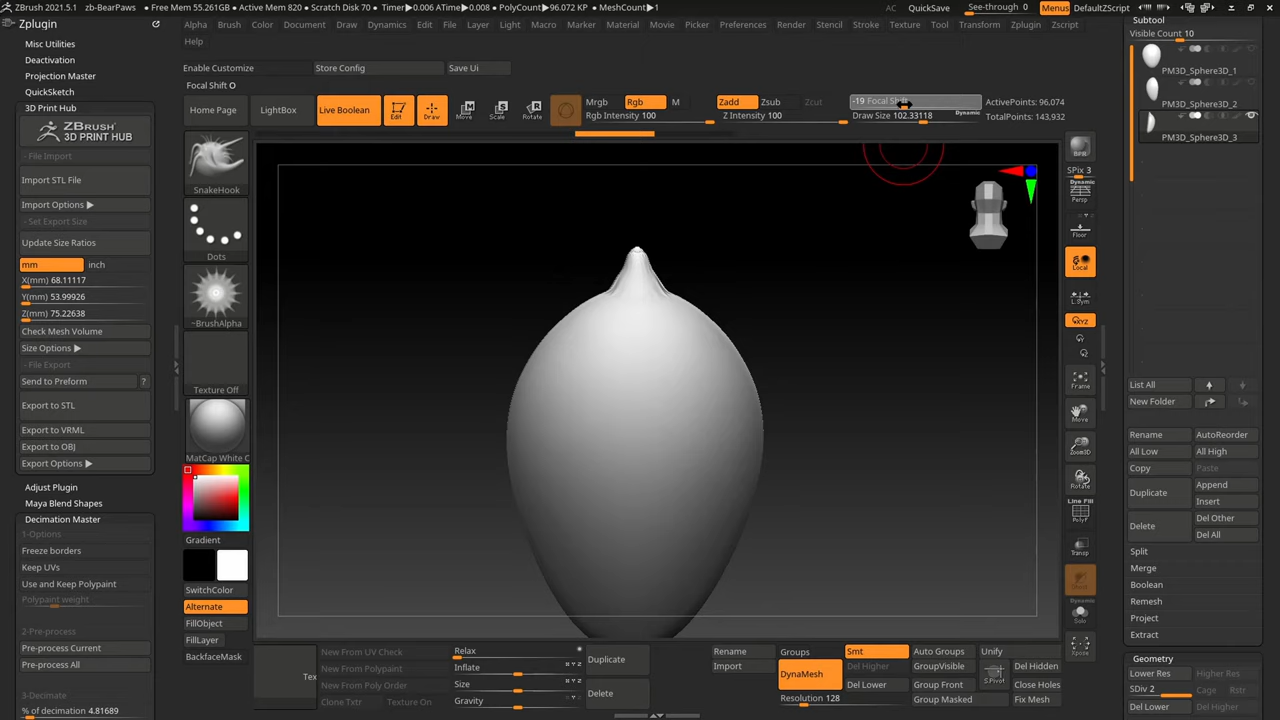 ZBrush 2021.5.1 zb-BearPaws • Free Mem 55.261GB • Active Mem 820 • Scratch Disk 70 • Timer▶0.006 ATime▶0.008 • PolyCount▶96.072 KP • MeshCount▶1 AC QuickSave See-through 0 Menus DefaultZScript
Zplugin
Alpha Brush Color Document Draw Dynamics Edit File Layer Light Macro Marker Material Movie Picker Preferences Render Stencil Stroke Texture Tool Transform Zplugin Zscript
Help
Enable Customize Store Config Save Ui
Focal Shift O
Home Page LightBox Live Boolean Edit Draw Move Scale Rotate
Mrgb Rgb M Zadd Zsub Zcut -19 Focal Shift ActivePoints: 96,074
Rgb Intensity 100 Z Intensity 100 Draw Size 102.33118 Dynamic TotalPoints: 143,932
Misc Utilities
Deactivation
Projection Master
QuickSketch
3D Print Hub
ZBRUSH
3D PRINT HUB
- File Import
Import STL File
Import Options ▶
- Set Export Size
Update Size Ratios
mm inch
X(mm) 68.11117
Y(mm) 53.99926
Z(mm) 75.22638
Check Mesh Volume
Size Options ▶
- File Export
Send to Preform ?
Export to STL
Export to VRML
Export to OBJ
Export Options ▶
Adjust Plugin
Maya Blend Shapes
Decimation Master
1-Options
Freeze borders
Keep UVs
Use and Keep Polypaint
Polypaint weight
2-Pre-process
Pre-process Current
Pre-process All
3-Decimate
% of decimation 4.81689
SnakeHook
Dots
~BrushAlpha
Texture Off
MatCap White C
Gradient
SwitchColor
Alternate
FillObject
FillLayer
BackfaceMask
BPR
SPix 3
Dynamic
Persp
Floor
Local
L.Sym
XYZ
Frame
Move
Zoom3D
Rotate
Line Fill
PolyF
Transp
Dynamic
Solo
Xpose
Subtool
Visible Count 10
PM3D_Sphere3D_1
PM3D_Sphere3D_2
PM3D_Sphere3D_3
List All
New Folder
Rename AutoReorder
All Low All High
Copy Paste
Duplicate Append
Insert
Delete Del Other
Del All
Split
Merge
Boolean
Remesh
Project
Extract
Geometry
Lower Res Higher Res
SDiv 2 Cage Rstr
Del Lower Del Higher
Tex
New From UV Check
New From Polypaint
New From Poly Order
Clone Txtr Texture On
Relax
Inflate
Size
Gravity
Duplicate
Delete
Rename
Import
Groups
DynaMesh
Resolution 128
Smt
Del Higher
Del Lower
Auto Groups
GroupVisible
Group Front
Group Masked
Unify
S.Pivot
Del Hidden
Close Holes
Fix Mesh